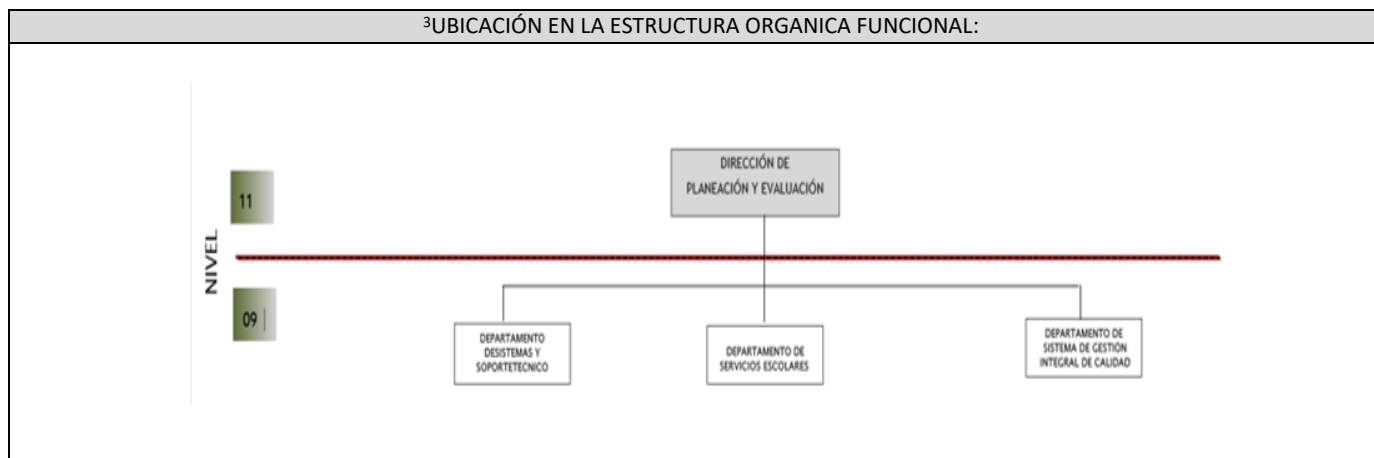 ³UBICACIÓN EN LA ESTRUCTURA ORGANICA FUNCIONAL:
DIRECCIÓN DE
PLANEACIÓN Y EVALUACIÓN
11
NIVEL
09
DEPARTAMENTO
DESISTEMAS Y
SOPORTETECNICO
DEPARTAMENTO DE
SERVICIOS ESCOLARES
DEPARTAMENTO DE
SISTEMA DE GESTIÓN
INTEGRAL DE CALIDAD